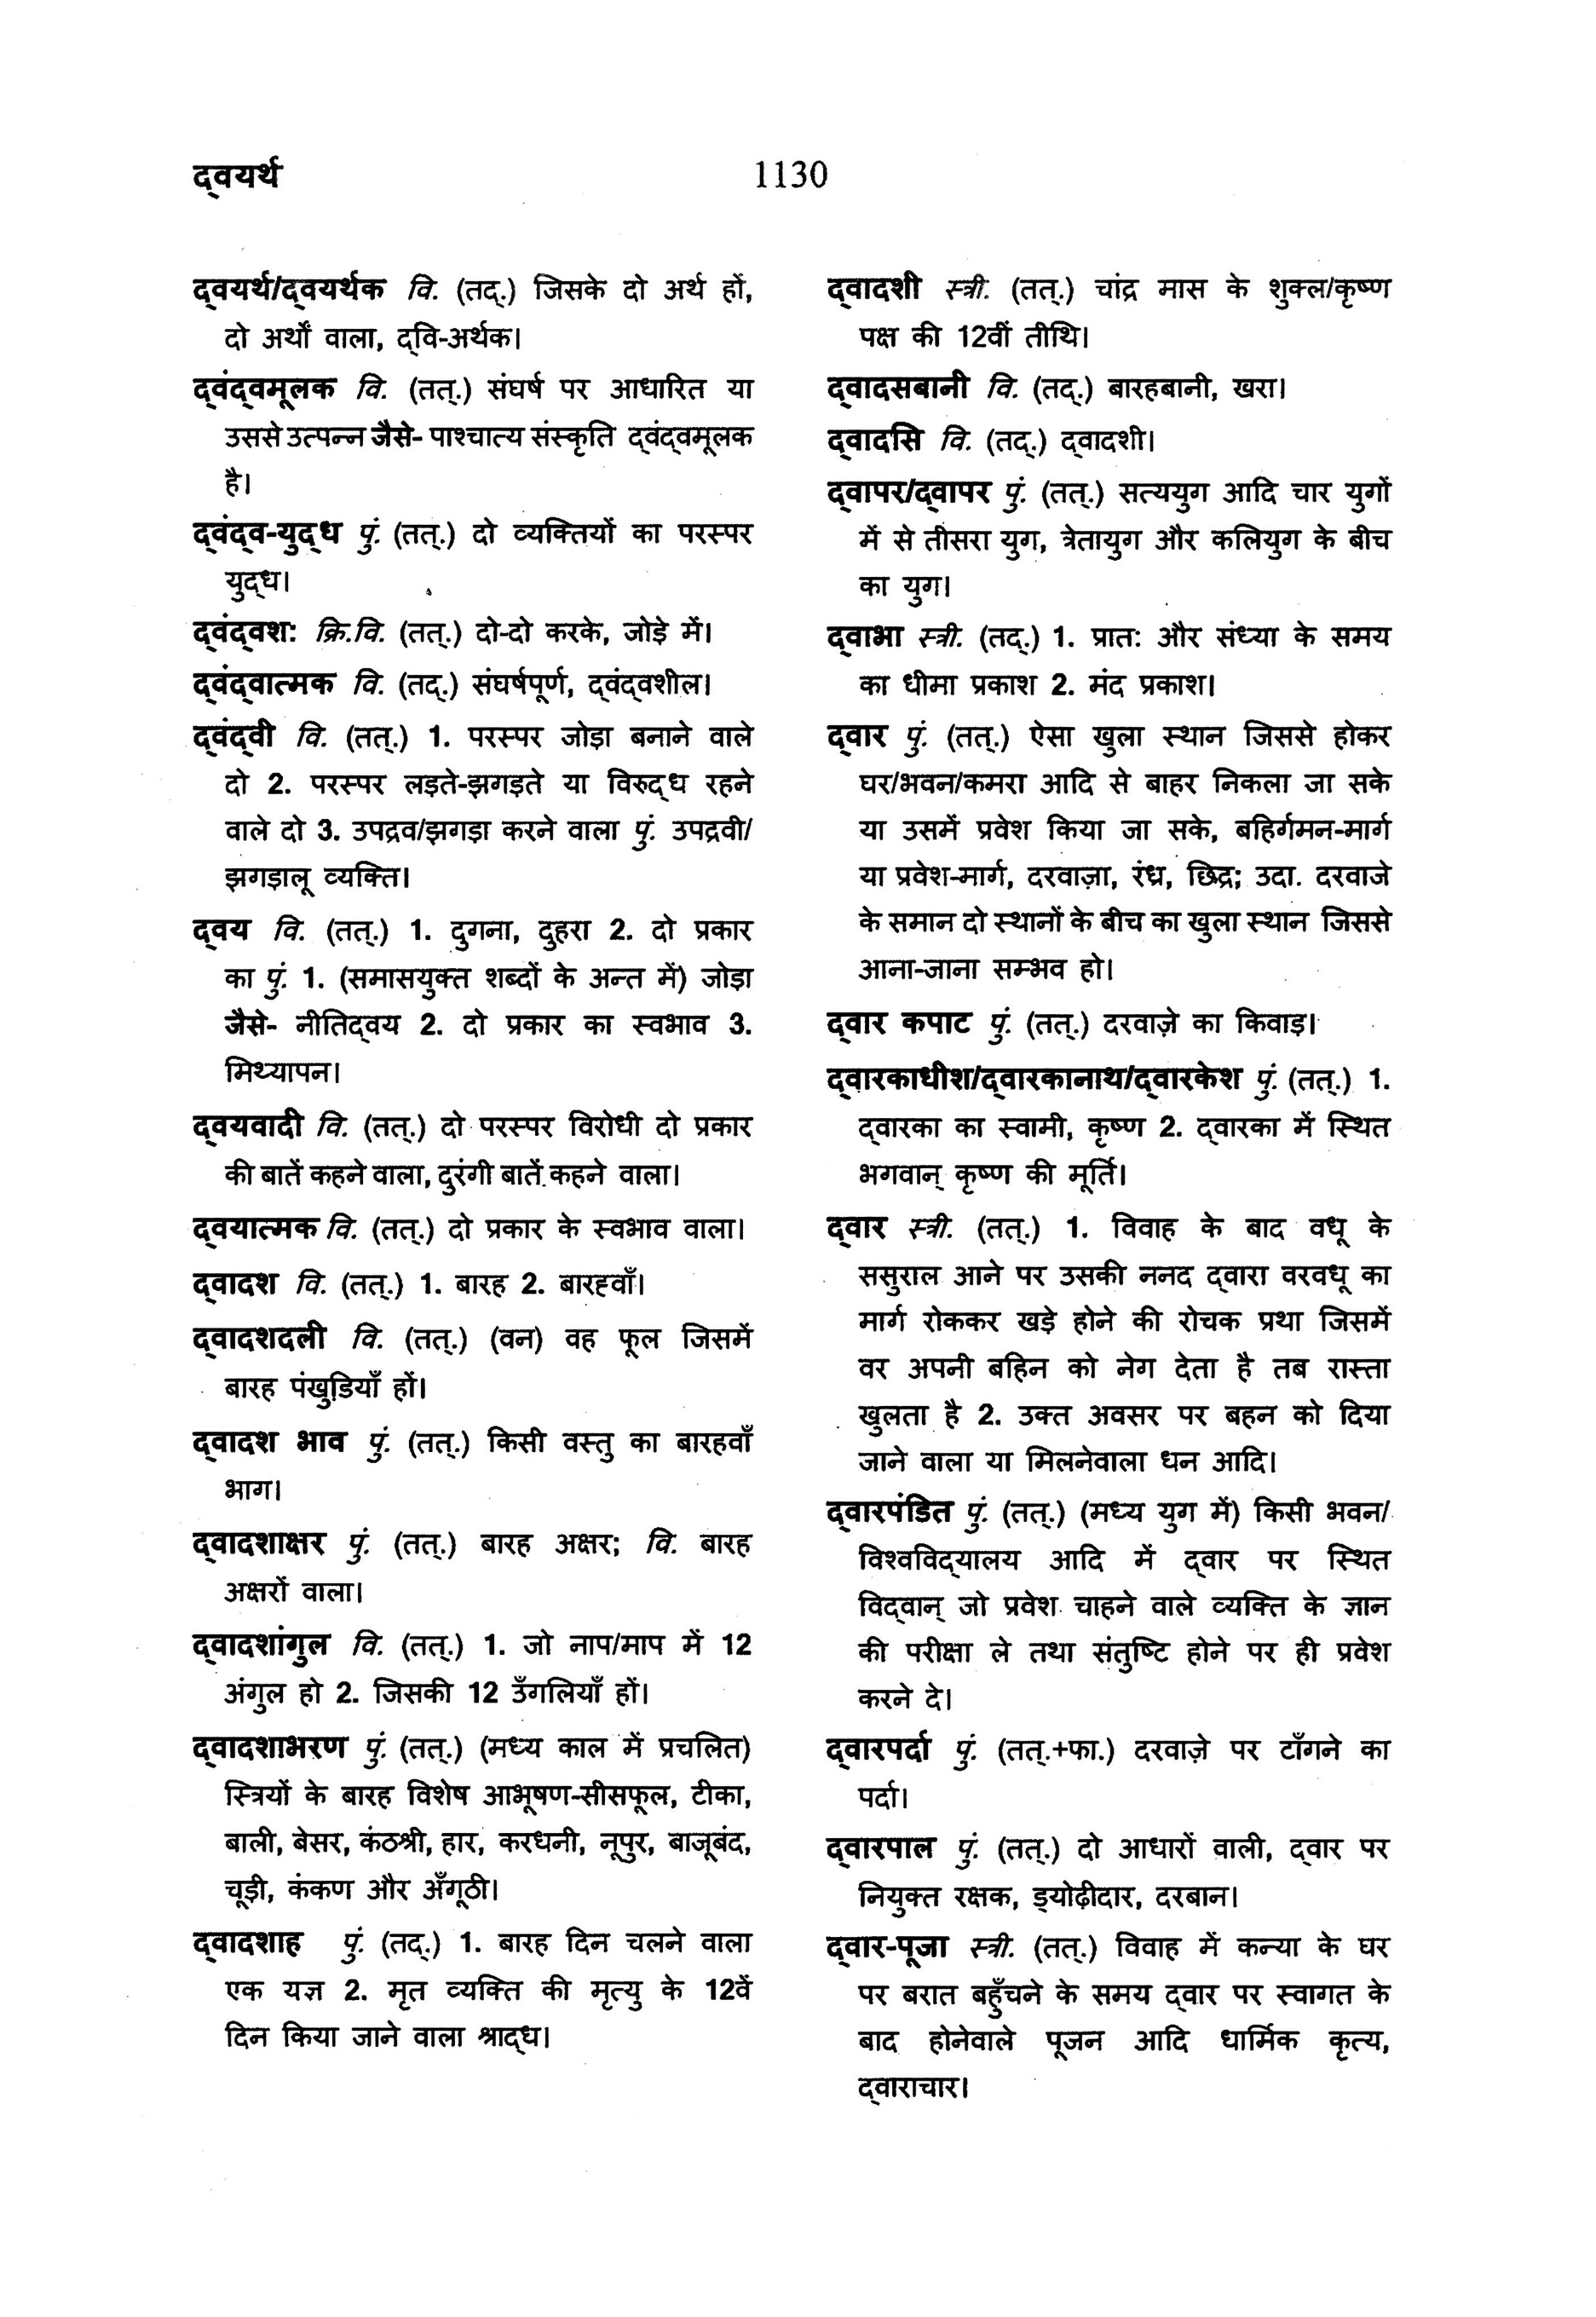 द्वयर्थ
1130
द्वयर्थ/द्वयर्थक वि. (तद्.) जिसके दो अर्थ हों,
दो अर्थों वाला, द्वि-अर्थक।
द्वंद्वमूलक वि. (तत्.) संघर्ष पर आधारित या
उससे उत्पन्न जैसे- पाश्चात्य संस्कृति द्वंद्वमूलक
है।
द्वंद्व-युद्ध पुं. (तत्.) दो व्यक्तियों का परस्पर
युद्ध।
द्वंद्वश: क्रि.वि. (तत्.) दो-दो करके, जोड़े में।
द्वंद्वात्मक वि. (तद्.) संघर्षपूर्ण, द्वंद्वशील।
द्वंद्वी वि. (तत्.) 1. परस्पर जोड़ा बनाने वाले
दो 2. परस्पर लड़ते-झगड़ते या विरुद्ध रहने
वाले दो 3. उपद्रव/झगड़ा करने वाला पुं. उपद्रवी/
झगड़ालू व्यक्ति।
द्वय वि. (तत्.) 1. दुगना, दुहरा 2. दो प्रकार
का पुं. 1. (समासयुक्त शब्दों के अन्त में) जोड़ा
जैसे- नीतिद्वय 2. दो प्रकार का स्वभाव 3.
मिथ्यापन।
द्वयवादी वि. (तत्.) दो परस्पर विरोधी दो प्रकार
की बातें कहने वाला, दुरंगी बातें कहने वाला।
द्वयात्मक वि. (तत्.) दो प्रकार के स्वभाव वाला।
द्वादश वि. (तत्.) 1. बारह 2. बारहवाँ।
द्वादशदली वि. (तत्.) (वन) वह फूल जिसमें
बारह पंखुडियाँ हों।
द्वादश भाव पुं. (तत्.) किसी वस्तु का बारहवाँ
भाग।
द्वादशाक्षर पुं. (तत्.) बारह अक्षर; वि. बारह
अक्षरों वाला।
द्वादशांगुल वि. (तत्.) 1. जो नाप/माप में 12
अंगुल हो 2. जिसकी 12 उँगलियाँ हों।
द्वादशाभरण पुं. (तत्.) (मध्य काल में प्रचलित)
स्त्रियों के बारह विशेष आभूषण-सीसफूल, टीका,
बाली, बेसर, कंठश्री, हार, करधनी, नूपुर, बाजूबंद,
चूड़ी, कंकण और अँगूठी।
द्वादशाह पुं. (तद्.) 1. बारह दिन चलने वाला
एक यज्ञ 2. मृत व्यक्ति की मृत्यु के 12वें
दिन किया जाने वाला श्राद्ध।
द्वादशी स्त्री. (तत्.) चांद्र मास के शुक्ल/कृष्ण
पक्ष की 12वीं तीथि।
द्वादसबानी वि. (तद्.) बारहबानी, खरा।
द्वादसि वि. (तद्.) द्वादशी।
द्वापर/द्वापर पुं. (तत्.) सत्ययुग आदि चार युगों
में से तीसरा युग, त्रेतायुग और कलियुग के बीच
का युग।
द्वाभा स्त्री. (तद्.) 1. प्रात: और संध्या के समय
का धीमा प्रकाश 2. मंद प्रकाश।
द्वार पुं. (तत्.) ऐसा खुला स्थान जिससे होकर
घर/भवन/कमरा आदि से बाहर निकला जा सके
या उसमें प्रवेश किया जा सके, बहिर्गमन-मार्ग
या प्रवेश-मार्ग, दरवाज़ा, रंध्र, छिद्र; उदा. दरवाजे
के समान दो स्थानों के बीच का खुला स्थान जिससे
आना-जाना सम्भव हो।
द्वार कपाट पुं. (तत्.) दरवाज़े का किवाड़।
द्वारकाधीश/द्वारकानाथ/द्वारकेश पुं. (तत्.) 1.
द्वारका का स्वामी, कृष्ण 2. द्वारका में स्थित
भगवान् कृष्ण की मूर्ति।
द्वार स्त्री. (तत्.) 1. विवाह के बाद वधू के
ससुराल आने पर उसकी ननद द्वारा वरवधू का
मार्ग रोककर खड़े होने की रोचक प्रथा जिसमें
वर अपनी बहिन को नेग देता है तब रास्ता
खुलता है 2. उक्त अवसर पर बहन को दिया
जाने वाला या मिलनेवाला धन आदि।
द्वारपंडित पुं. (तत्.) (मध्य युग में) किसी भवन/
विश्वविद्यालय आदि में द्वार पर स्थित
विद्वान् जो प्रवेश चाहने वाले व्यक्ति के ज्ञान
की परीक्षा ले तथा संतुष्टि होने पर ही प्रवेश
करने दे।
द्वारपर्दा पुं. (तत्.+फा.) दरवाज़े पर टाँगने का
पर्दा।
द्वारपाल पुं. (तत्.) दो आधारों वाली, द्वार पर
नियुक्त रक्षक, ड्योढ़ीदार, दरबान।
द्वार-पूजा स्त्री. (तत्.) विवाह में कन्या के घर
पर बरात बहुँचने के समय द्वार पर स्वागत के
बाद होनेवाले पूजन आदि धार्मिक कृत्य,
द्वाराचार।